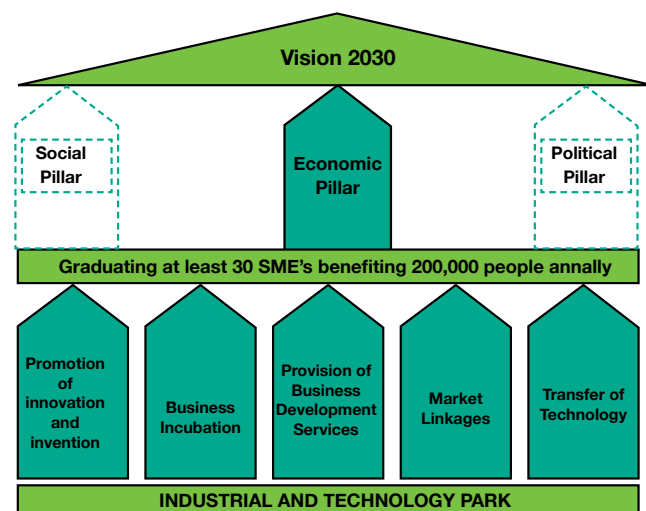 Vision 2030
Social
Pillar
Economic
Pillar
Political
Pillar
Graduating at least 30 SME's benefiting 200,000 people annally
Promotion
of
innovation
and
invention
Business
Incubation
Provision of
Business
Development
Services
Market
Linkages
Transfer of
Technology
INDUSTRIAL AND TECHNOLOGY PARK